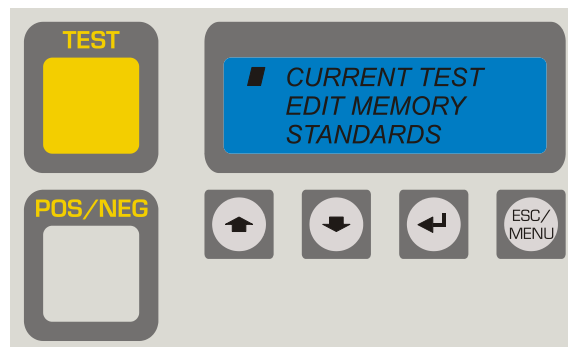 TEST
CURRENT TEST
EDIT MEMORY
STANDARDS
POS/NEG
ESC/
MENU